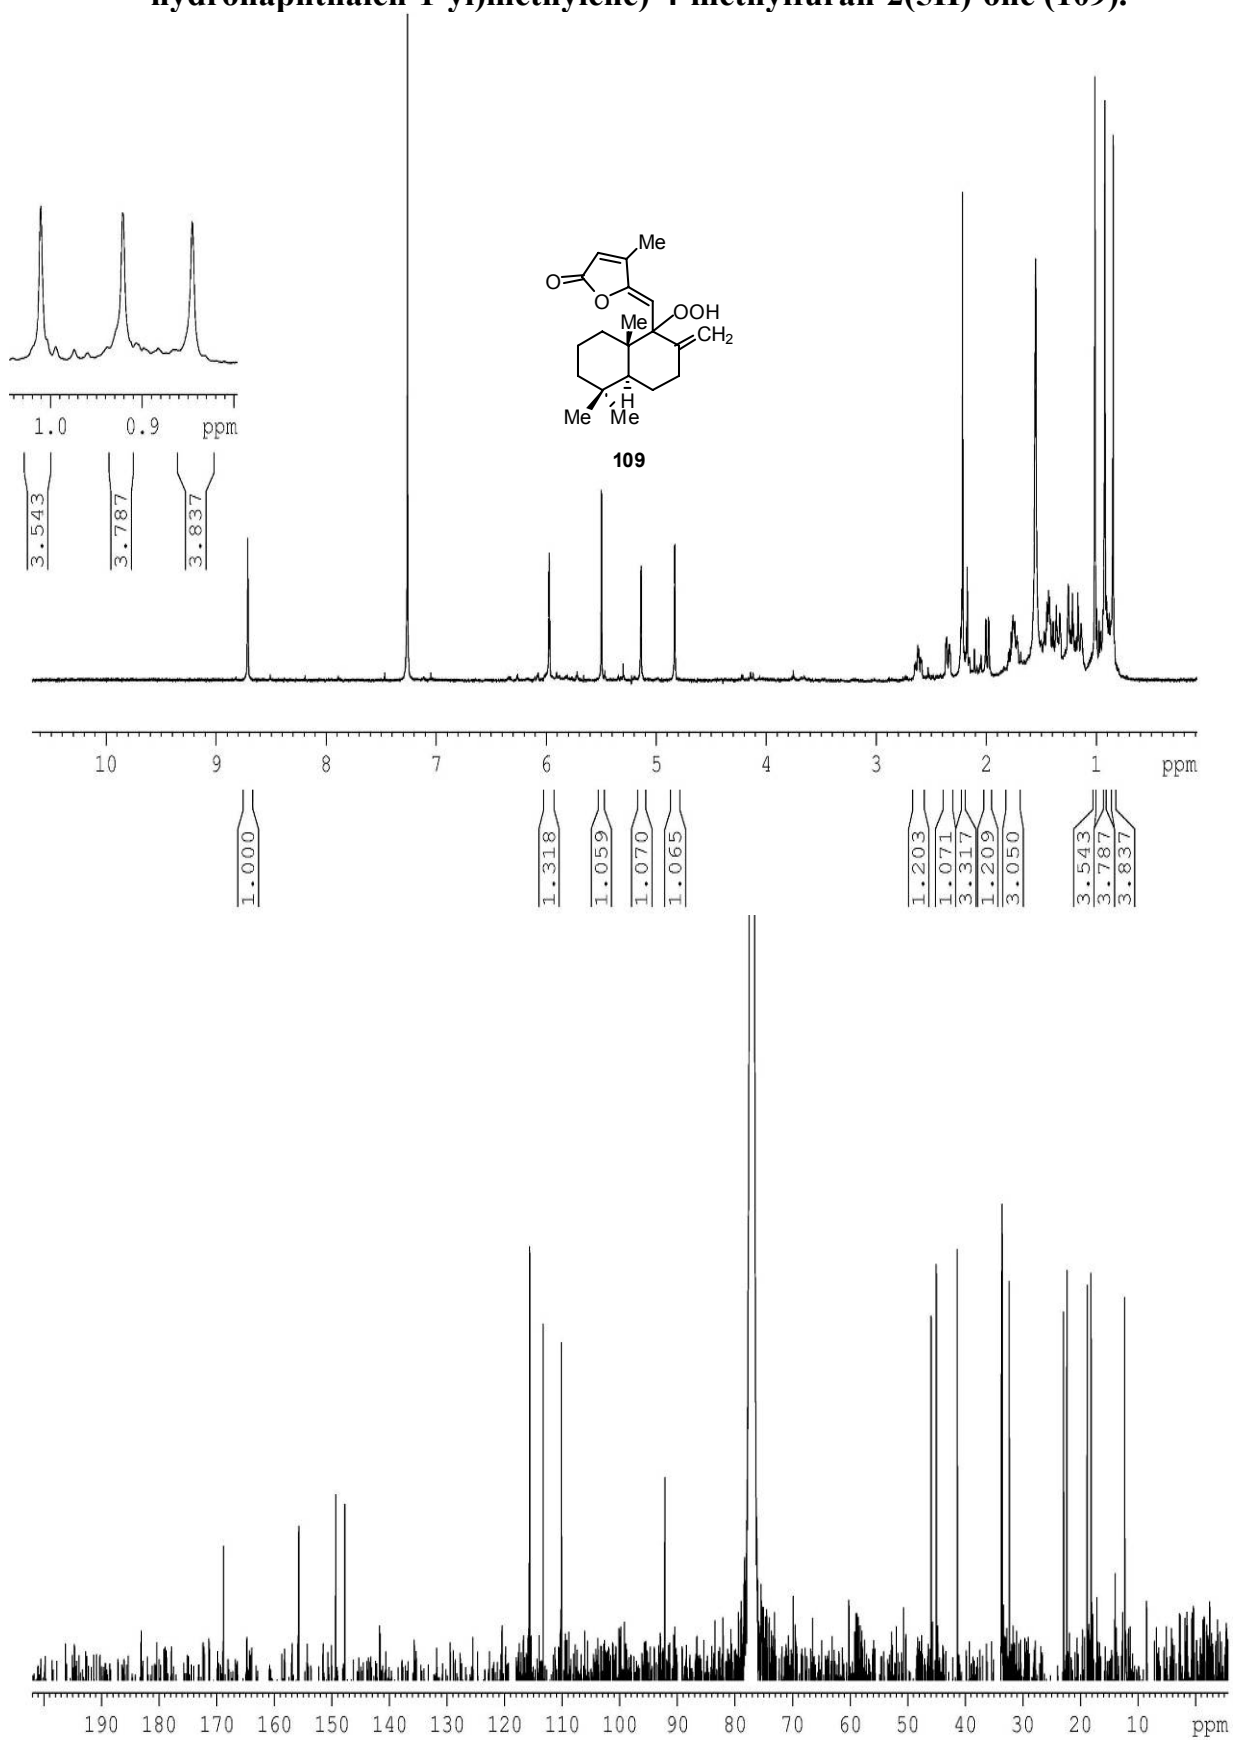 hydronaphthalen-1-yl)methylene)-4-methylfuran-2(5H)-one (109).
Me
O
O
OOH
Me
CH2
H
Me
Me
109
1.0 0.9 ppm
3.543
3.787
3.837
10 9 8 7 6 5 4 3 2 1 ppm
1.000
1.318
1.059
1.070
1.065
1.203
1.071
3.317
1.209
3.050
3.543
3.787
3.837
190 180 170 160 150 140 130 120 110 100 90 80 70 60 50 40 30 20 10 ppm